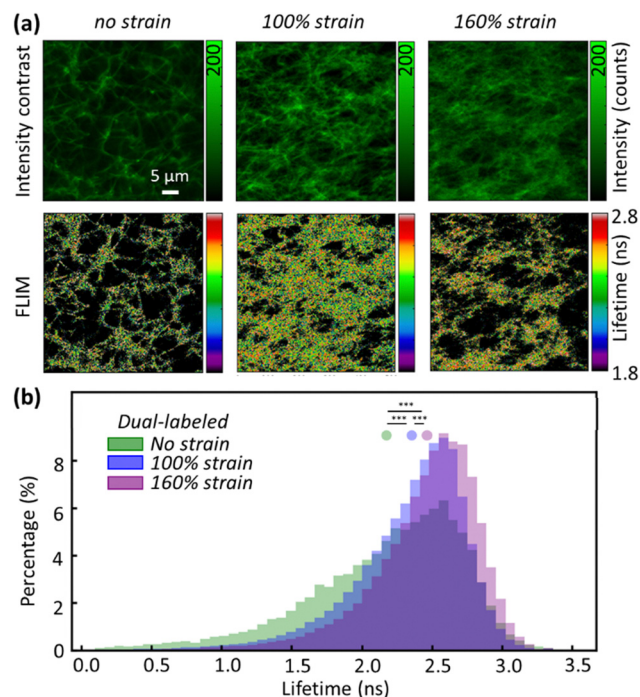 (a) no strain 100% strain 160% strain
Intensity contrast
200
200
200
Intensity (counts)
5 μm
FLIM
2.8
Lifetime (ns)
1.8
(b)
Dual-labeled
No strain
100% strain
160% strain
***
*** ***
Percentage (%)
8
6
4
2
0
0.0 0.5 1.0 1.5 2.0 2.5 3.0 3.5
Lifetime (ns)